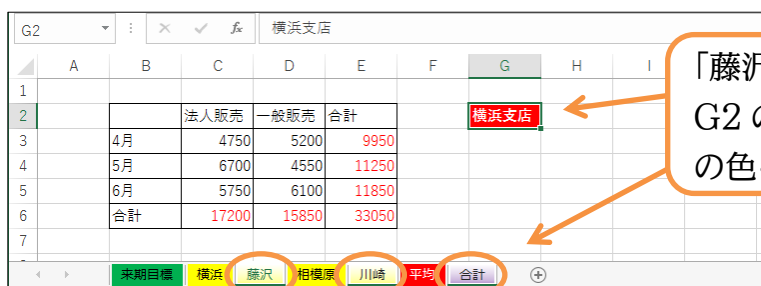 G2 fx 横浜支店
A B C D E F G H I
1
2 法人販売 一般販売 合計 横浜支店
3 4月 4750 5200 9950
4 5月 6700 4550 11250
5 6月 5750 6100 11850
6 合計 17200 15850 33050
7
来期目標 横浜 藤沢 相模原 川崎 平均 合計
「藤沢
G2 の
の色